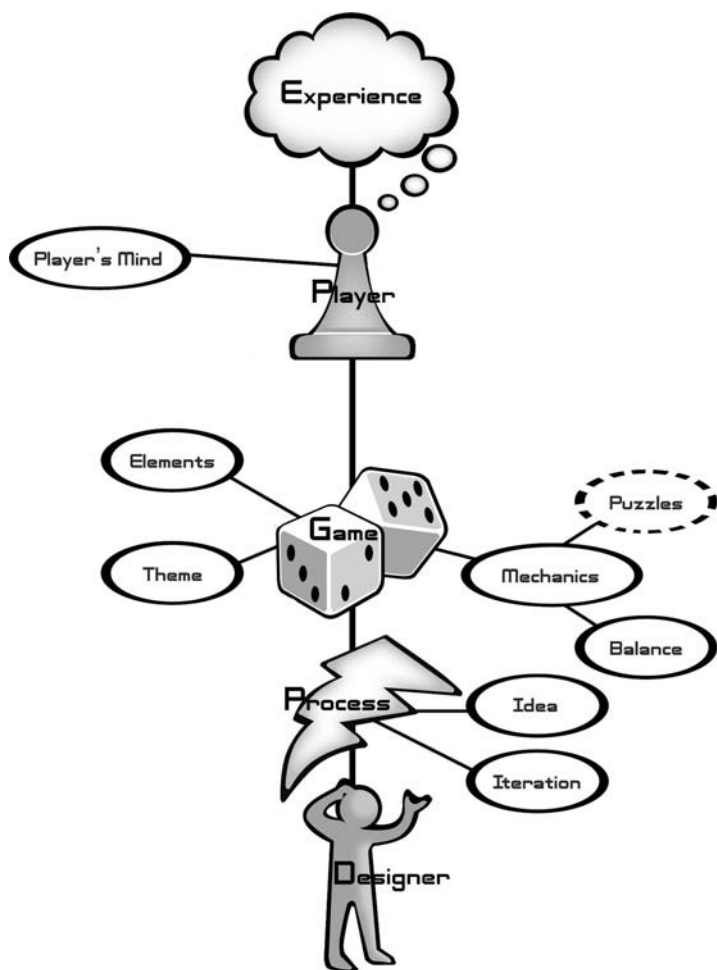 Experience
Player's Mind
Player
Elements
Game
Puzzles
Theme
Mechanics
Balance
Process
Idea
Iteration
Designer